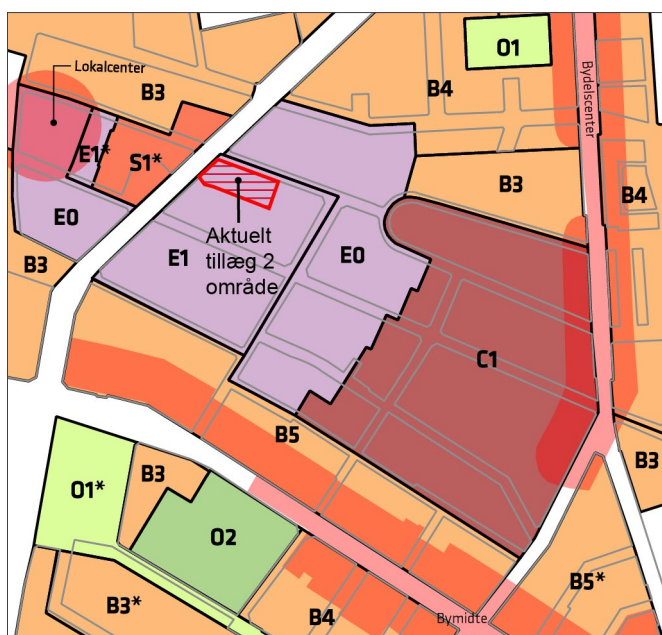 O1
Lokalcenter
Bydelscenter
B3
B4
E1*
S1*
B3
B4
E0
Aktuelt
tillæg 2
område
E1
E0
B3
C1
B5
B3
B3
O1*
O2
B3*
B4
Bymidte
B5*